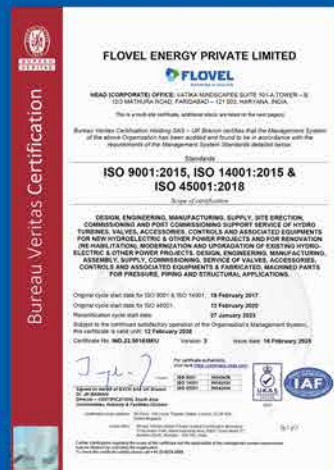 BUREAU
VERITAS
Bureau Veritas Certification
FLOVEL ENERGY PRIVATE LIMITED
FLOVEL
HEAD (CORPORATE) OFFICE: VATIKA MINDSCAPES SUITE 101-A TOWER – B
12/3 MATHURA ROAD, FARIDABAD – 121 003, HARYANA, INDIA.
This is a multi-site certificate, additional site(s) are listed on the next page(s)
Bureau Veritas Certification Holding SAS – UK Branch certifies that the Management System
of the above Organisation has been audited and found to be in accordance with the
requirements of the Management System Standards detailed below
Standards
ISO 9001:2015, ISO 14001:2015 &
ISO 45001:2018
Scope of certification
DESIGN, ENGINEERING, MANUFACTURING, SUPPLY, SITE ERECTION,
COMMISSIONING AND POST COMMISSIONING SUPPORT SERVICE OF HYDRO
TURBINES, VALVES, ACCESSORIES, CONTROLS AND ASSOCIATED EQUIPMENTS
FOR NEW HYDROELECTRIC & OTHER POWER PROJECTS AND FOR RENOVATION
(RE-HABILITATION), MODERNIZATION AND UPGRADATION OF EXISTING HYDRO-
ELECTRIC & OTHER POWER PROJECTS. DESIGN, ENGINEERING, MANUFACTURING,
ASSEMBLY, SUPPLY, COMMISSIONING, SERVICE OF VALVES, ACCESSORIES,
CONTROLS AND ASSOCIATED EQUIPMENTS & FABRICATED, MACHINED PARTS
FOR PRESSURE, PIPING AND STRUCTURAL APPLICATIONS.
Original cycle start date for ISO 9001 & ISO 14001: 18 February 2017
Original cycle start date for ISO 45001: 13 February 2020
Recertification cycle start date: 27 January 2023
Subject to the continued satisfactory operation of the Organisation's Management System,
this certificate is valid until: 12 February 2026
Version: 2
Issue date: 16 February 2023
UKAS
IAF